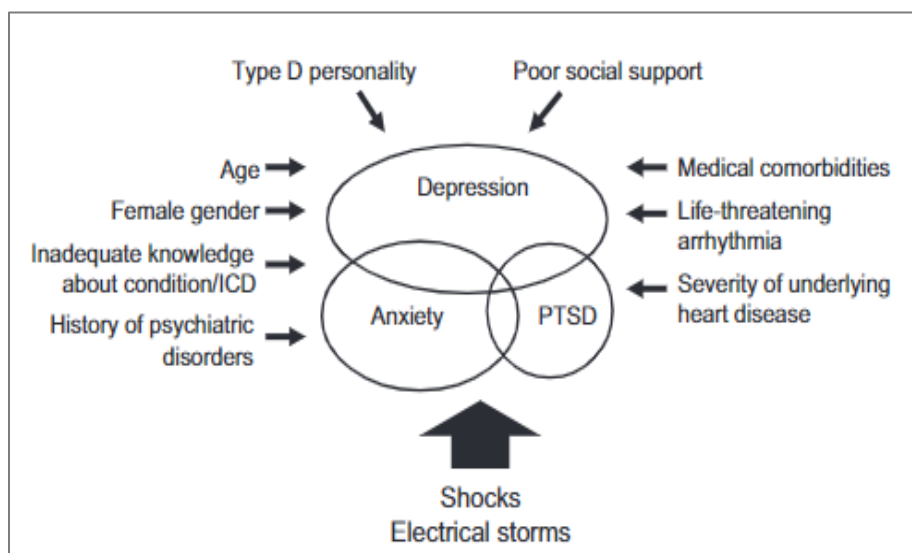 Type D personality
Poor social support
Age
Female gender
Inadequate knowledge
about condition/ICD
History of psychiatric
disorders
Depression
Anxiety
PTSD
Medical comorbidities
Life-threatening
arrhythmia
Severity of underlying
heart disease
Shocks
Electrical storms